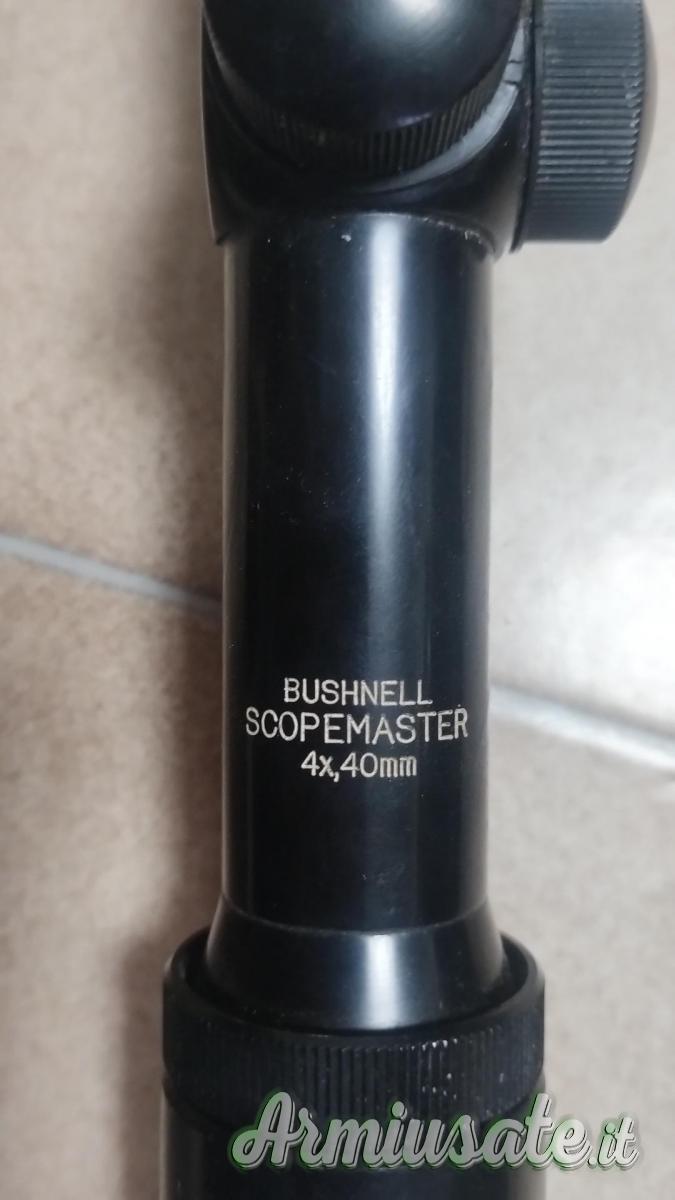 BUSHNELL
SCOPEMASTER
4x,40mm
Armiusate.it